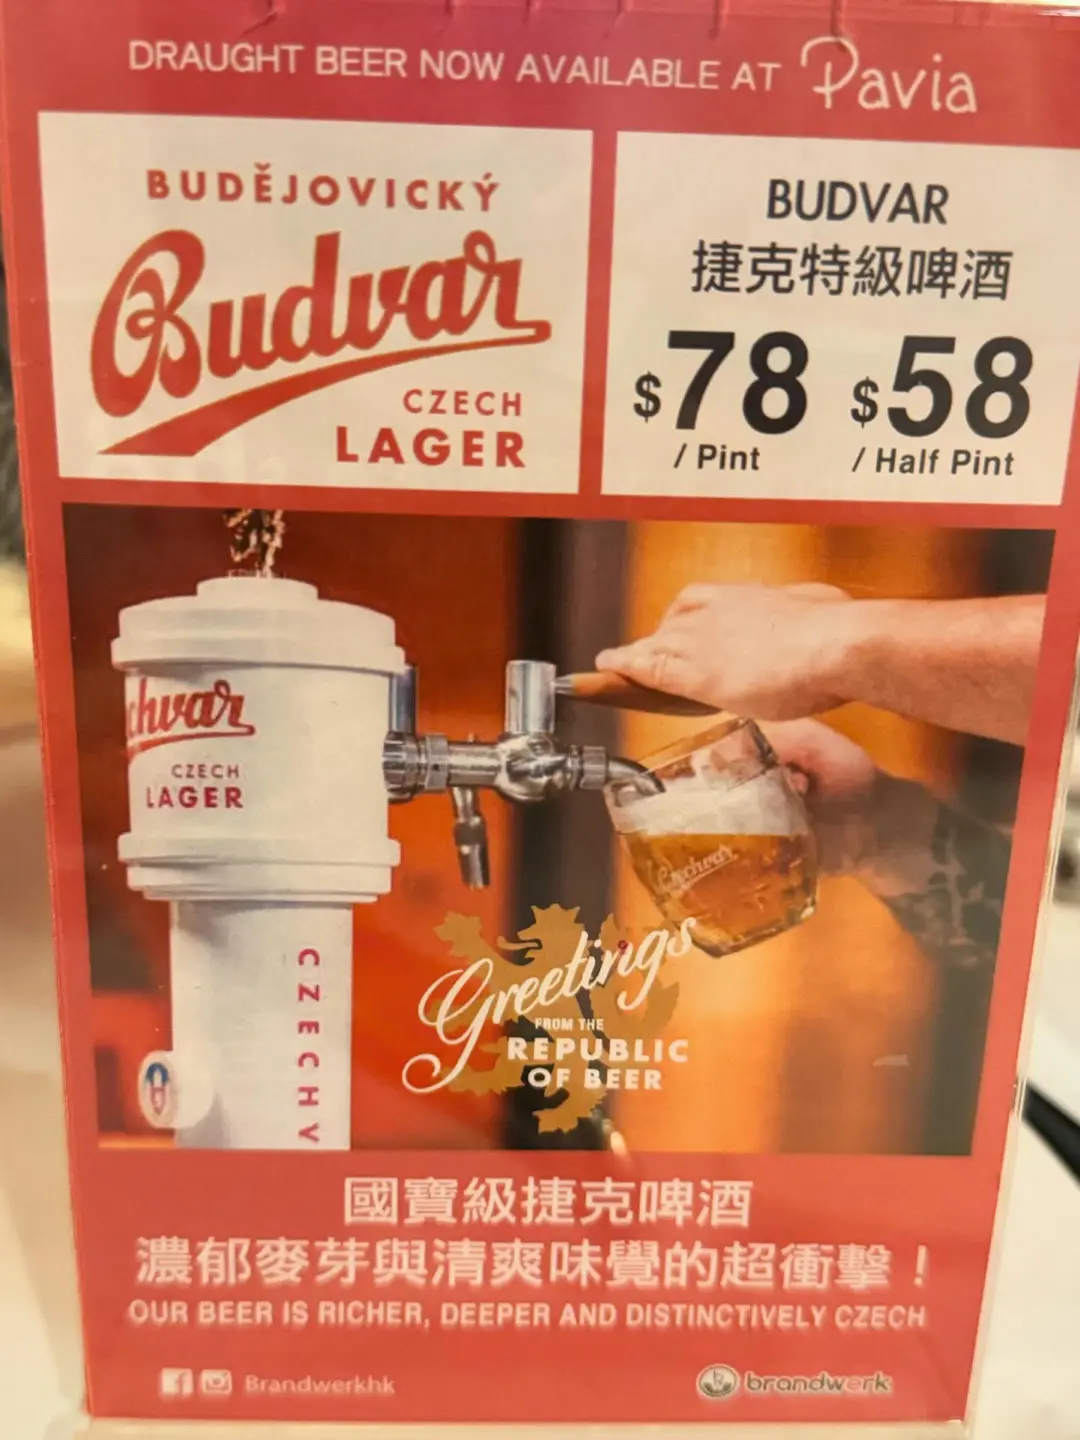 DRAUGHT BEER NOW AVAILABLE AT Pavia
BUDĚJOVICKÝ
Budvar
CZECH
LAGER
BUDVAR
捷克特級啤酒
$78 $58
/ Pint / Half Pint
chvar
CZECH
LAGER
Czechvar
CZECHV
Greetings
FROM THE
REPUBLIC
OF BEER
國寶級捷克啤酒
濃郁麥芽與清爽味覺的超衝擊！
OUR BEER IS RICHER, DEEPER AND DISTINCTIVELY CZECH
Brandwerkhk
brandwerk